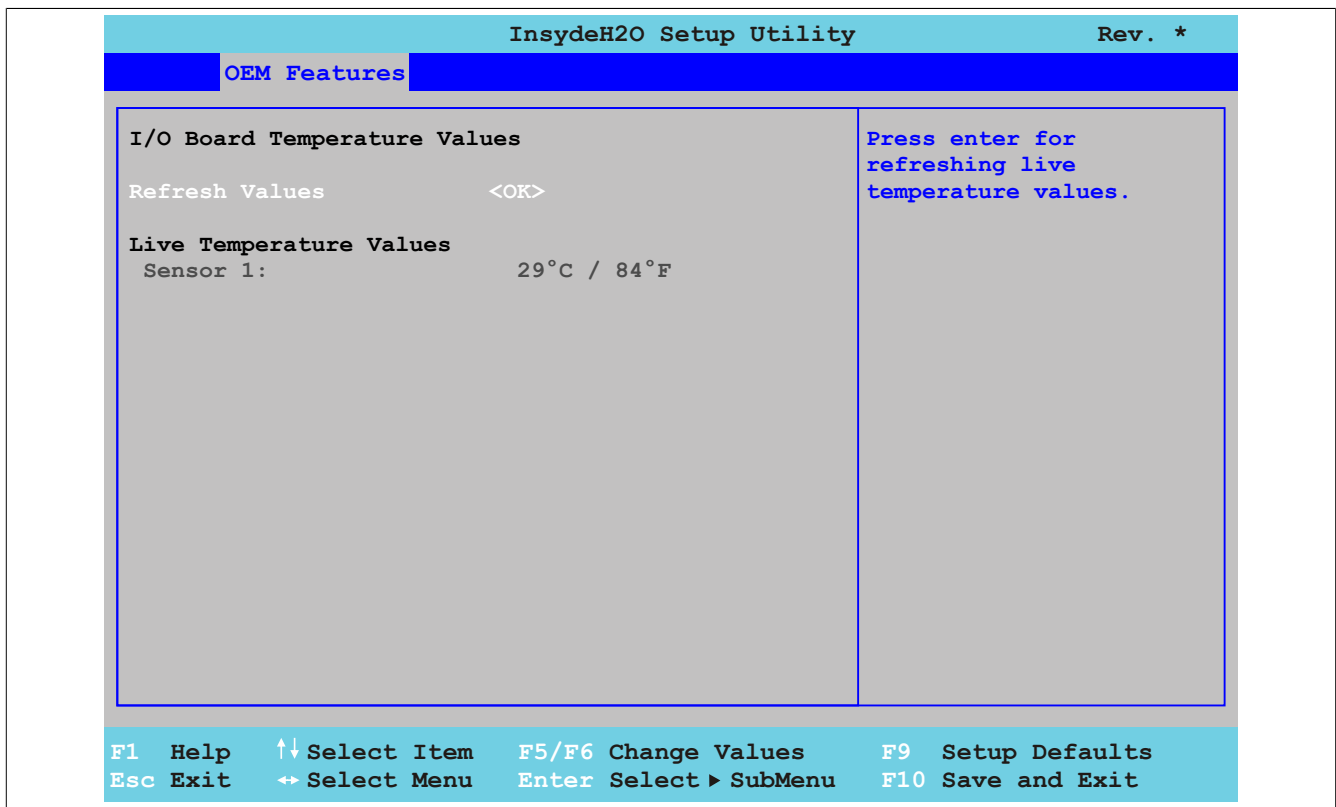 InsydeH2O Setup Utility Rev. *
OEM Features
I/O Board Temperature Values
Refresh Values <OK>
Live Temperature Values
Sensor 1: 29°C / 84°F
Press enter for
refreshing live
temperature values.
F1 Help ↑↓ Select Item F5/F6 Change Values F9 Setup Defaults
Esc Exit ↔ Select Menu Enter Select ▶ SubMenu F10 Save and Exit